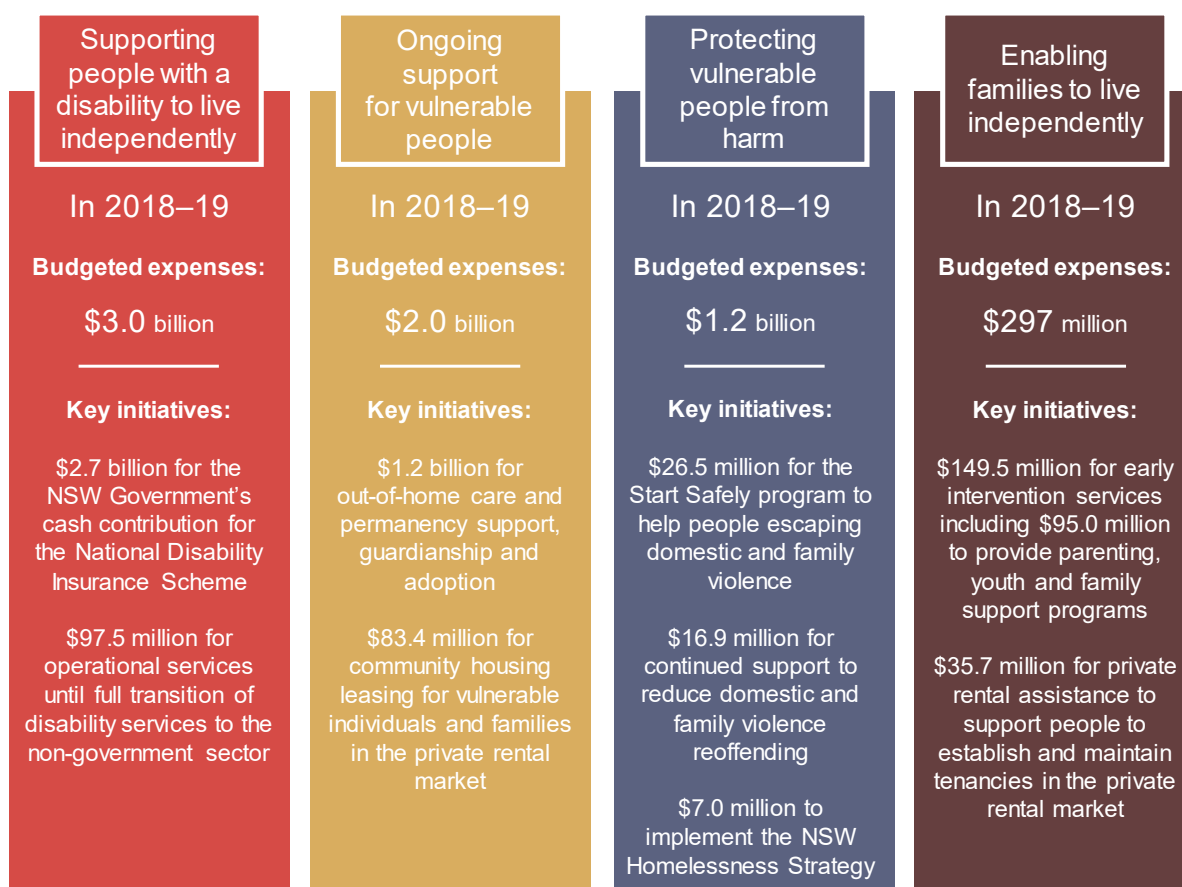 Supporting
people with a
disability to live
independently
In 2018–19
Budgeted expenses:
$3.0 billion
Key initiatives:
$2.7 billion for the
NSW Government’s
cash contribution for
the National Disability
Insurance Scheme
$97.5 million for
operational services
until full transition of
disability services to the
non-government sector
Ongoing
support
for vulnerable
people
In 2018–19
Budgeted expenses:
$2.0 billion
Key initiatives:
$1.2 billion for
out-of-home care and
permanency support,
guardianship and
adoption
$83.4 million for
community housing
leasing for vulnerable
individuals and families
in the private rental
market
Protecting
vulnerable
people from
harm
In 2018–19
Budgeted expenses:
$1.2 billion
Key initiatives:
$26.5 million for the
Start Safely program to
help people escaping
domestic and family
violence
$16.9 million for
continued support to
reduce domestic and
family violence
reoffending
$7.0 million to
implement the NSW
Homelessness Strategy
Enabling
families to live
independently
In 2018–19
Budgeted expenses:
$297 million
Key initiatives:
$149.5 million for early
intervention services
including $95.0 million
to provide parenting,
youth and family
support programs
$35.7 million for private
rental assistance to
support people to
establish and maintain
tenancies in the private
rental market